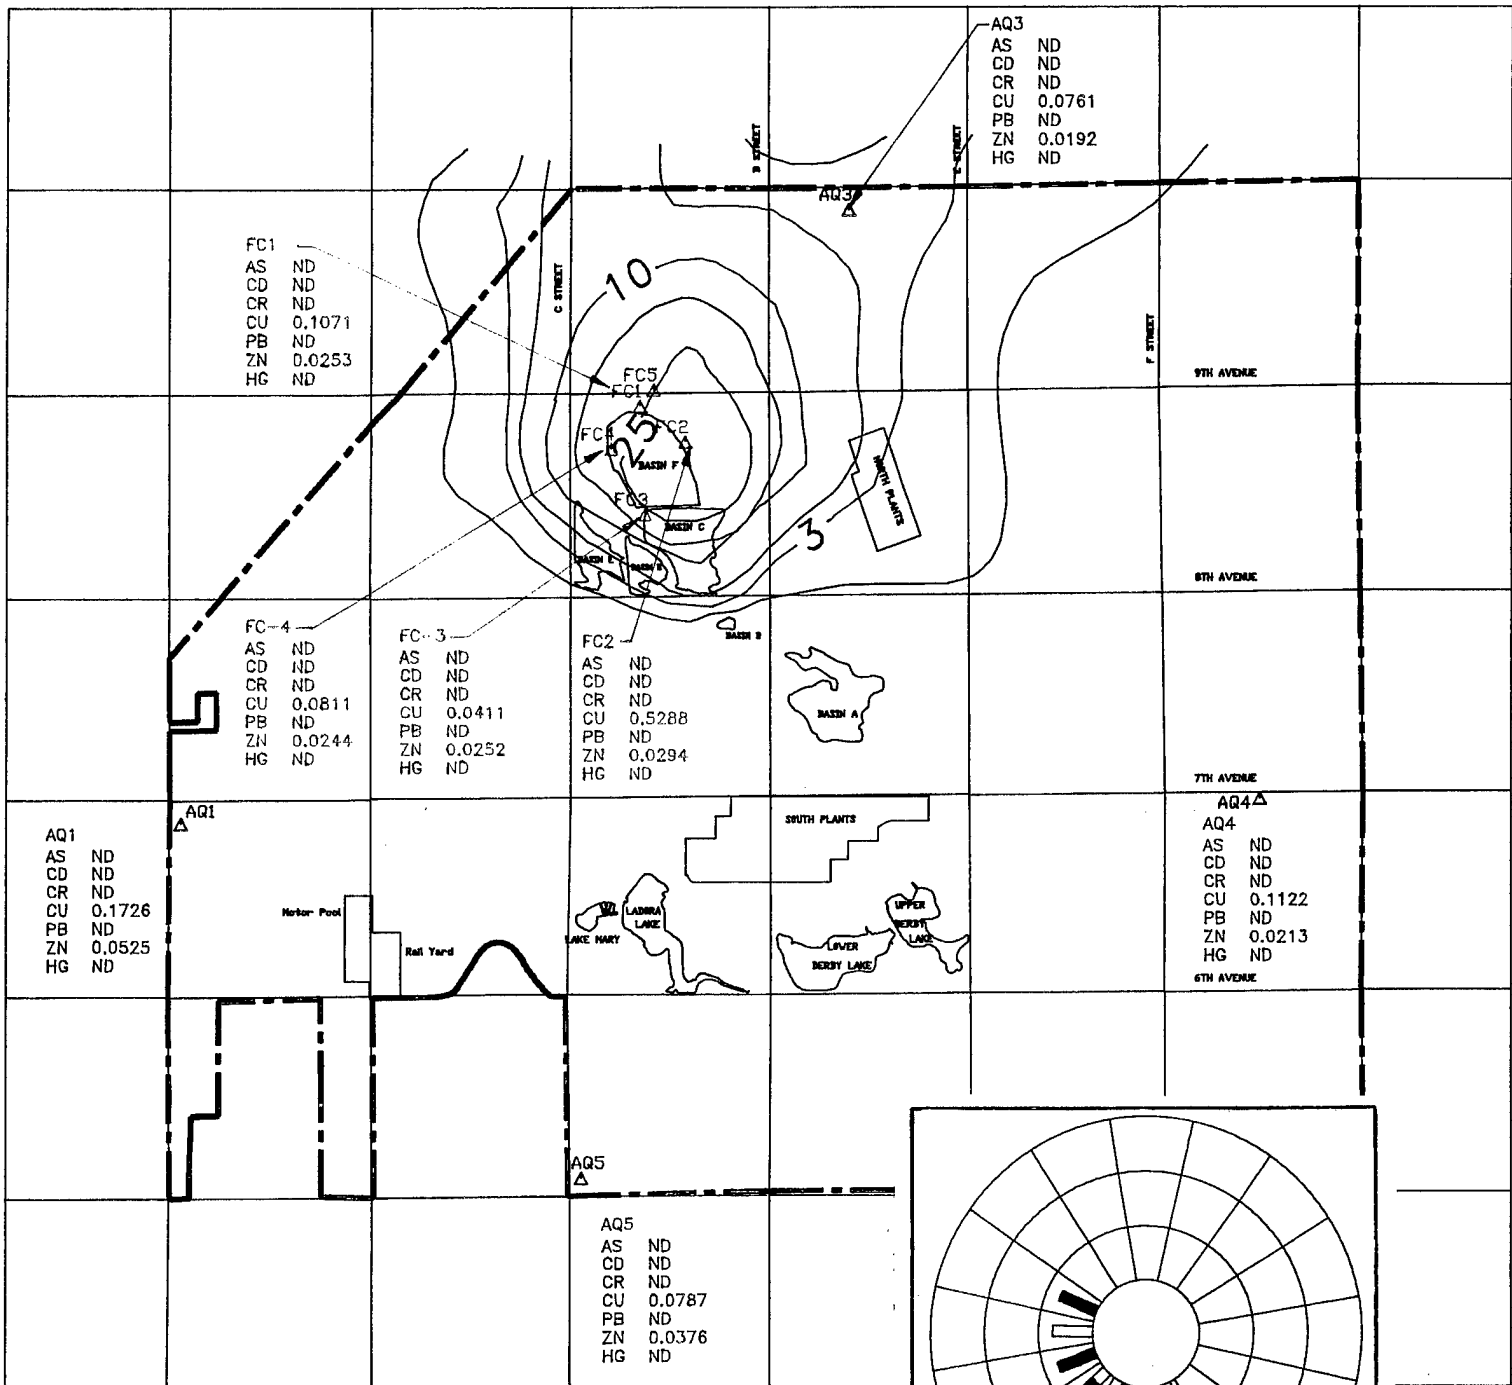 AQ3
AS ND
CD ND
CR ND
CU 0.0761
PB ND
ZN 0.0192
HG ND
STREET
STREET
AQ3
FC1
AS ND
CD ND
CR ND
CU 0.1071
PB ND
ZN 0.0253
HG ND
C STREET
10
F STREET
9TH AVENUE
FC5
FC1
FC4
25
FC2
BASIN F
NORTH PLANTS
FC3
BASIN C
3
BASIN E
BASIN
8TH AVENUE
BASIN B
FC-4
AS ND
CD ND
CR ND
CU 0.0811
PB ND
ZN 0.0244
HG ND
FC-3
AS ND
CD ND
CR ND
CU 0.0411
PB ND
ZN 0.0252
HG ND
FC2
AS ND
CD ND
CR ND
CU 0.5288
PB ND
ZN 0.0294
HG ND
BASIN A
7TH AVENUE
AQ1
AQ1
AS ND
CD ND
CR ND
CU 0.1726
PB ND
ZN 0.0525
HG ND
SOUTH PLANTS
AQ4
AQ4
AS ND
CD ND
CR ND
CU 0.1122
PB ND
ZN 0.0213
HG ND
Motor Pool
Rail Yard
LAKE MARY
LADORA
LAKE
UPPER
DERBY
LAKE
LOWER
DERBY LAKE
6TH AVENUE
AQ5
AQ5
AS ND
CD ND
CR ND
CU 0.0787
PB ND
ZN 0.0376
HG ND